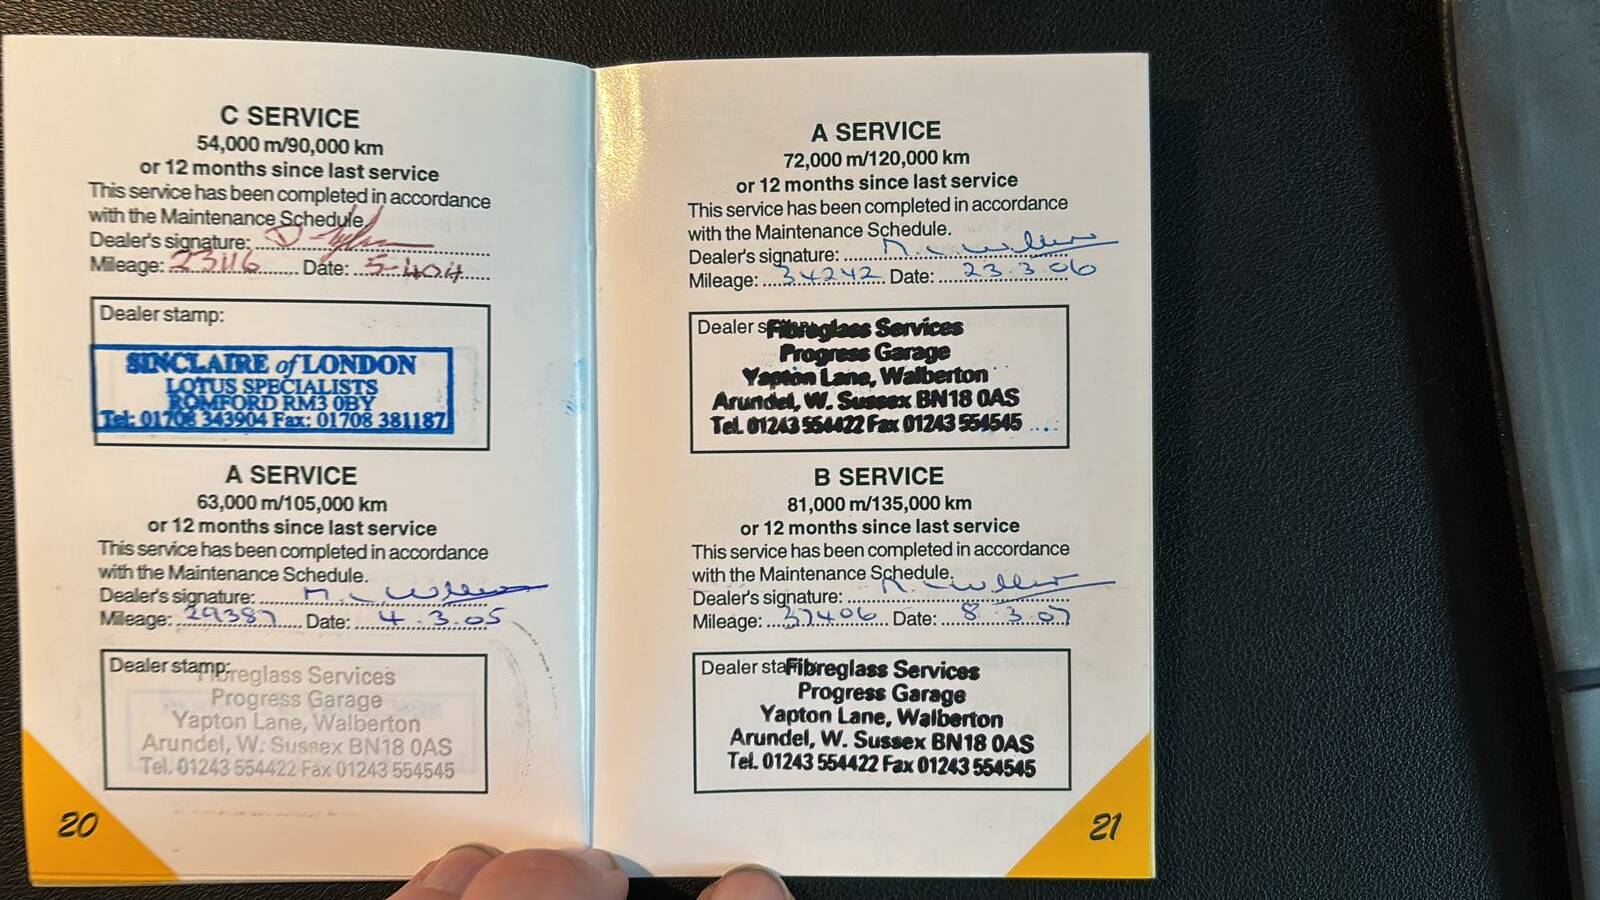 C SERVICE
54,000 m/90,000 km
or 12 months since last service
This service has been completed in accordance
with the Maintenance Schedule.
Dealer's signature:
Mileage: 23116 Date: 5-4-04
Dealer stamp:
SINCLAIRE of LONDON
LOTUS SPECIALISTS
ROMFORD RM3 0BY
Tel: 01708 343904 Fax: 01708 381187
A SERVICE
63,000 m/105,000 km
or 12 months since last service
This service has been completed in accordance
with the Maintenance Schedule.
Dealer's signature:
Mileage: 29387 Date: 4.3.05
Dealer stamp:
Fibreglass Services
Progress Garage
Yapton Lane, Walberton
Arundel, W. Sussex BN18 0AS
Tel. 01243 554422 Fax 01243 554545
20
A SERVICE
72,000 m/120,000 km
or 12 months since last service
This service has been completed in accordance
with the Maintenance Schedule.
Dealer's signature:
Mileage: 34242 Date: 23.3.06
Dealer
Fibreglass Services
Progress Garage
Yapton Lane, Walberton
Arundel, W. Sussex BN18 0AS
Tel. 01243 554422 Fax 01243 554545
B SERVICE
81,000 m/135,000 km
or 12 months since last service
This service has been completed in accordance
with the Maintenance Schedule.
Dealer's signature:
Mileage: 37406 Date: 8.3.07
Dealer
Fibreglass Services
Progress Garage
Yapton Lane, Walberton
Arundel, W. Sussex BN18 0AS
Tel. 01243 554422 Fax 01243 554545
21